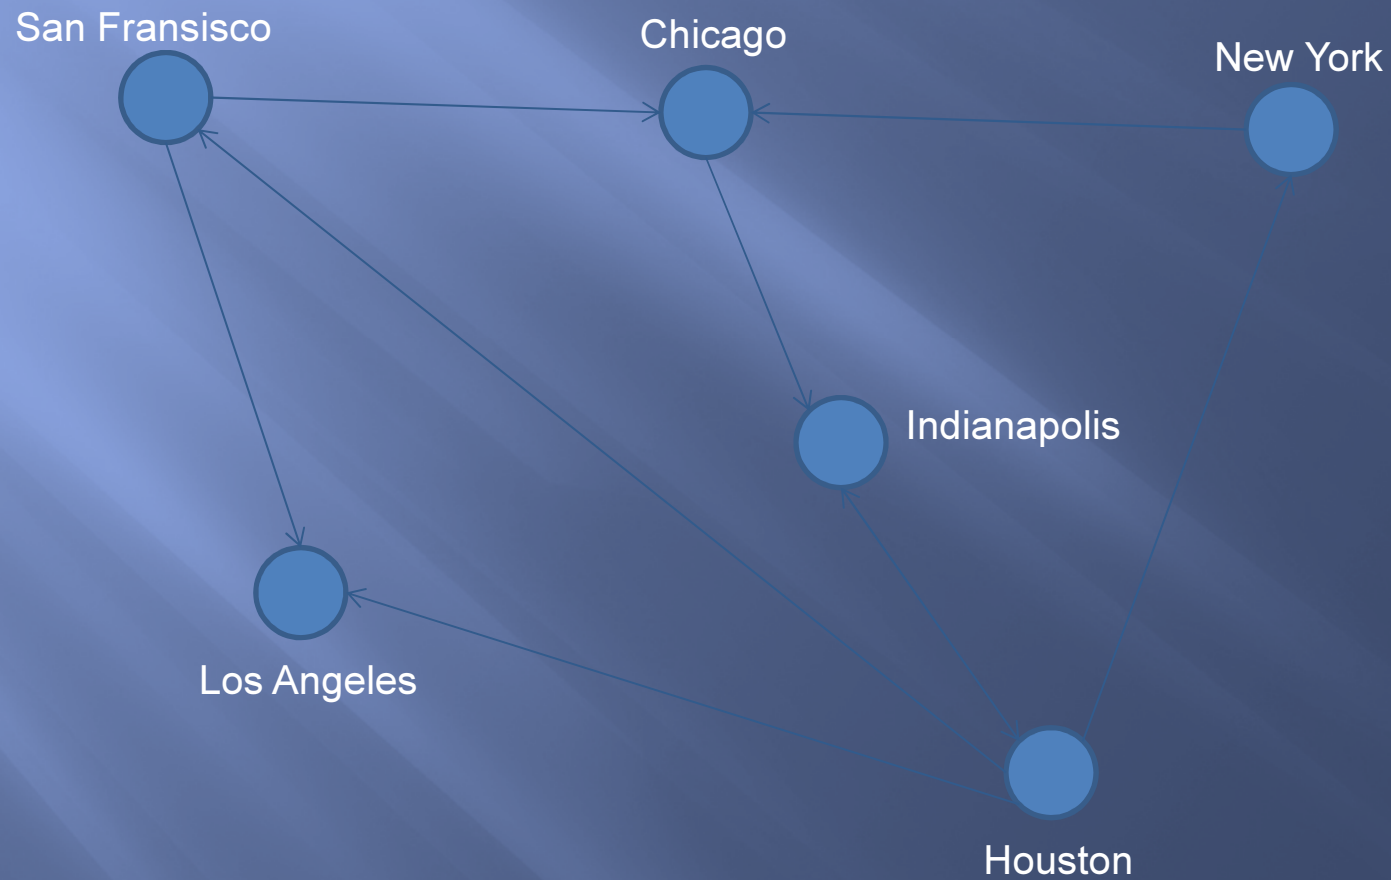 San Fransisco
Chicago
New York
Indianapolis
Los Angeles
Houston